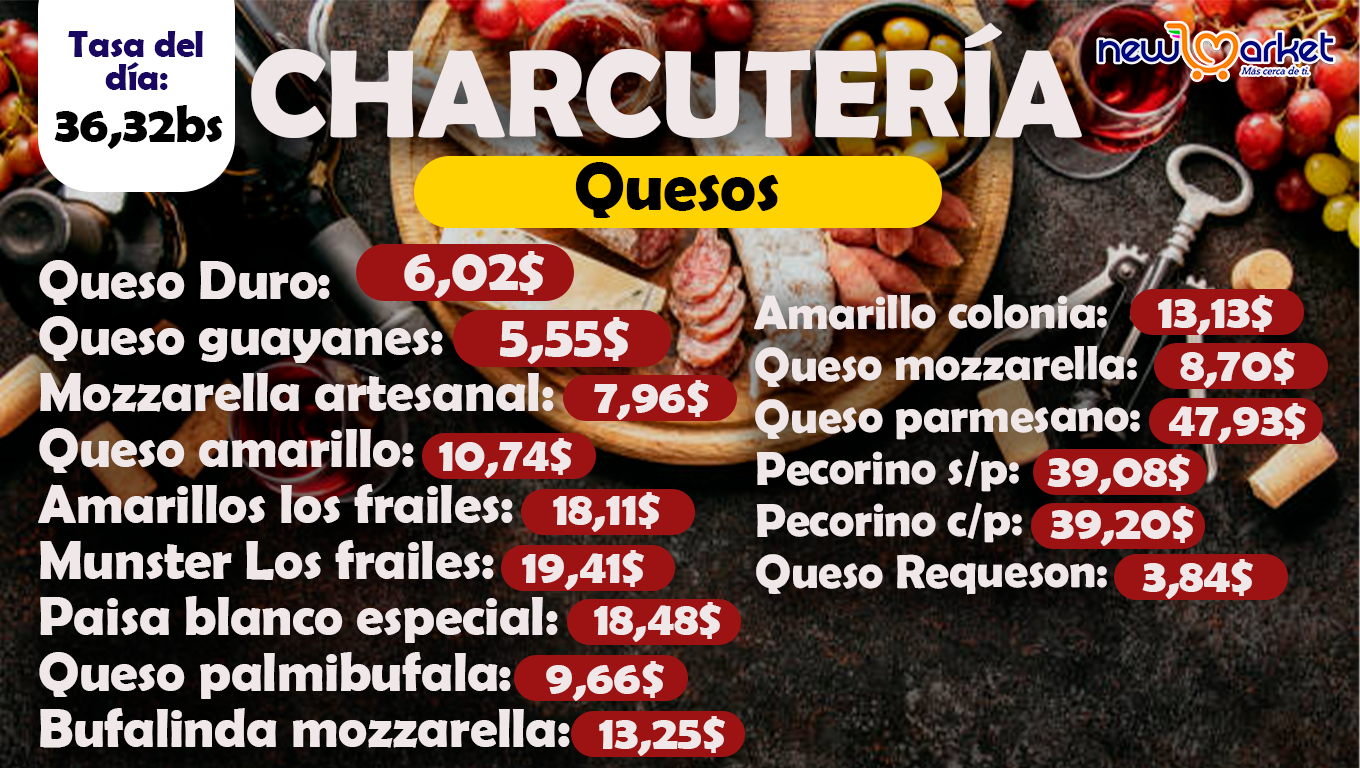 Tasa del
día:
36,32bs
CHARCUTERÍA
new market
Más cerca de ti.
Quesos
Queso Duro: 6,02$
Queso guayanes: 5,55$
Mozzarella artesanal: 7,96$
Queso amarillo: 10,74$
Amarillos los frailes: 18,11$
Munster Los frailes: 19,41$
Paisa blanco especial: 18,48$
Queso palmibufala: 9,66$
Bufalinda mozzarella: 13,25$
Amarillo colonia: 13,13$
Queso mozzarella: 8,70$
Queso parmesano: 47,93$
Pecorino s/p: 39,08$
Pecorino c/p: 39,20$
Queso Requeson: 3,84$